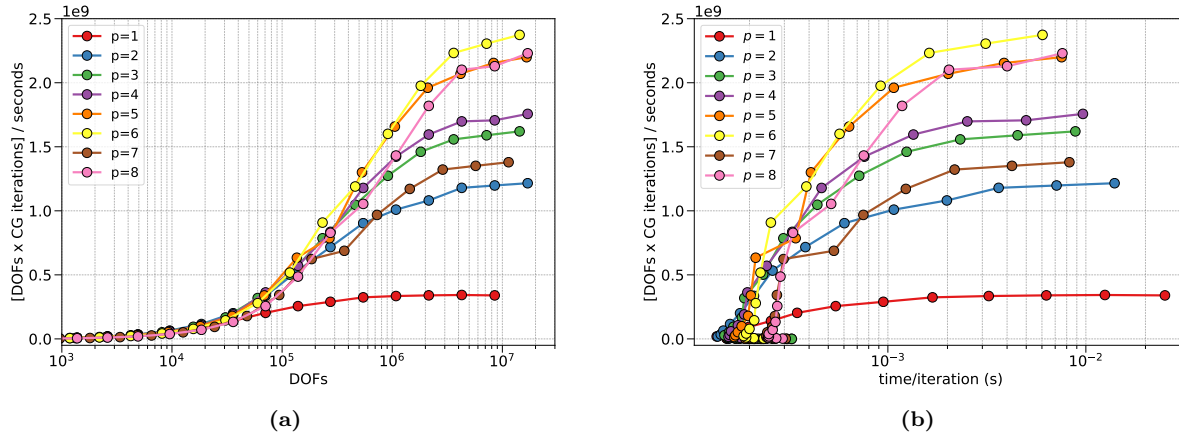 1e9
2.5
2.0
1.5
1.0
0.5
0.0
[DOFs x CG iterations] / seconds
p=1
p=2
p=3
p=4
p=5
p=6
p=7
p=8
10^3
10^4
10^5
10^6
10^7
DOFs
(a)
1e9
2.5
2.0
1.5
1.0
0.5
0.0
[DOFs x CG iterations] / seconds
p = 1
p = 2
p = 3
p = 4
p = 5
p = 6
p = 7
p = 8
10^−3
10^−2
time/iteration (s)
(b)